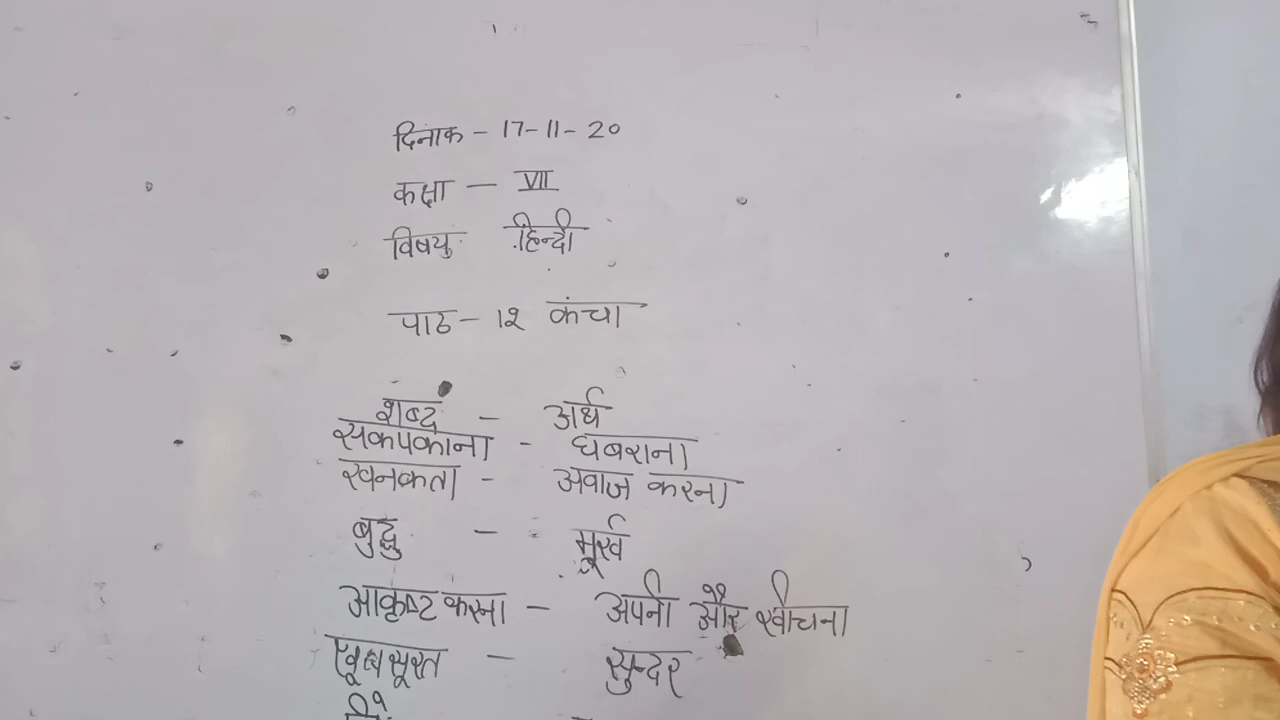 दिनाक - 17-11-20
कक्षा - VII
विषय हिन्दी
पाठ - 12 कंचा
शब्द - अर्थ
सकपकाना - घबराना
खनकता - अवाज करना
बुद्धु - मूर्ख
आकृष्ट करना - अपनी और खीचना
खूबसूरत - सुन्दर